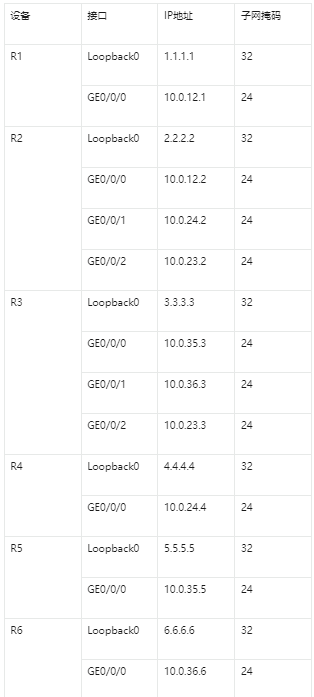 设备 接口 IP地址 子网掩码
R1 Loopback0 1.1.1.1 32
GE0/0/0 10.0.12.1 24
R2 Loopback0 2.2.2.2 32
GE0/0/0 10.0.12.2 24
GE0/0/1 10.0.24.2 24
GE0/0/2 10.0.23.2 24
R3 Loopback0 3.3.3.3 32
GE0/0/0 10.0.35.3 24
GE0/0/1 10.0.36.3 24
GE0/0/2 10.0.23.3 24
R4 Loopback0 4.4.4.4 32
GE0/0/0 10.0.24.4 24
R5 Loopback0 5.5.5.5 32
GE0/0/0 10.0.35.5 24
R6 Loopback0 6.6.6.6 32
GE0/0/0 10.0.36.6 24